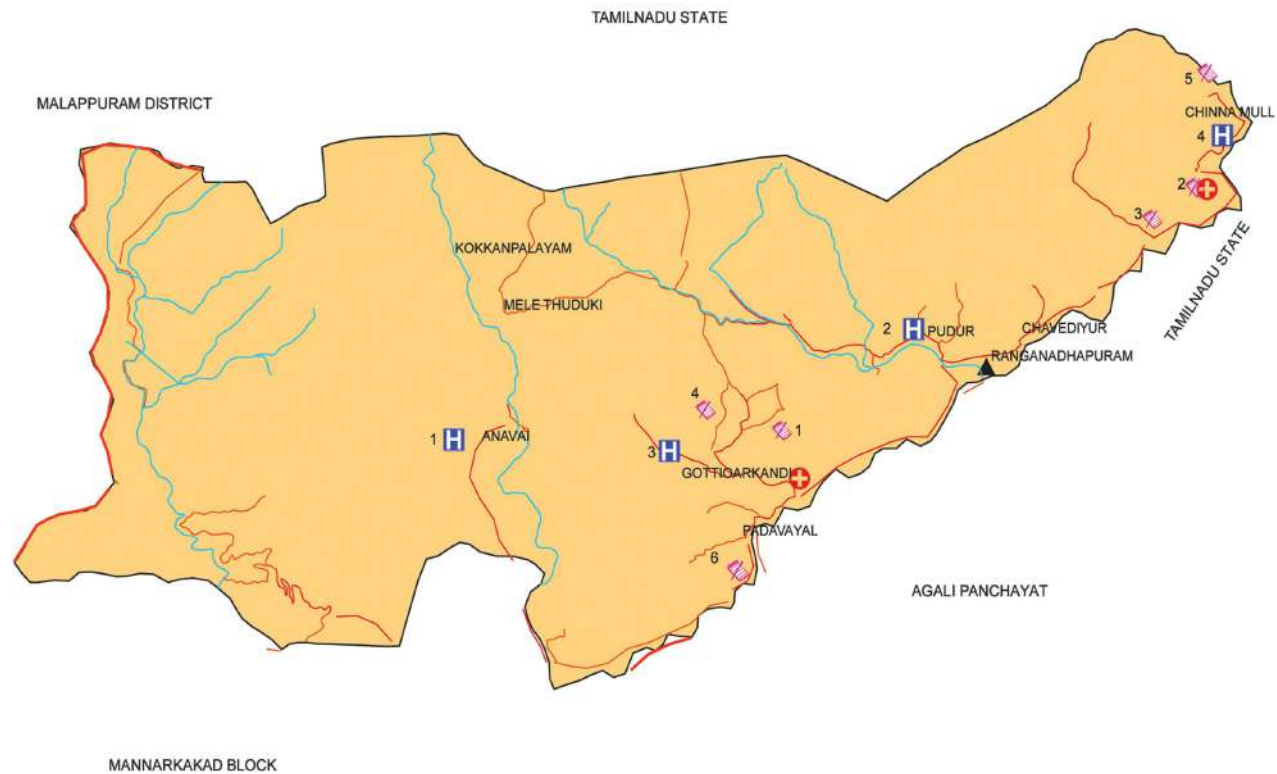 TAMILNADU STATE
MALAPPURAM DISTRICT
5
CHINNA MULL
4
H
2
3
TAMILNADU STATE
KOKKANPALAYAM
MELE THUDUKI
2
H
PUDUR
CHAVEDIYUR
RANGANADHAPURAM
4
1
1
H
ANAVAI
3
H
GOTTIOARKANDI
PADAVAYAL
6
AGALI PANCHAYAT
MANNARKAKAD BLOCK